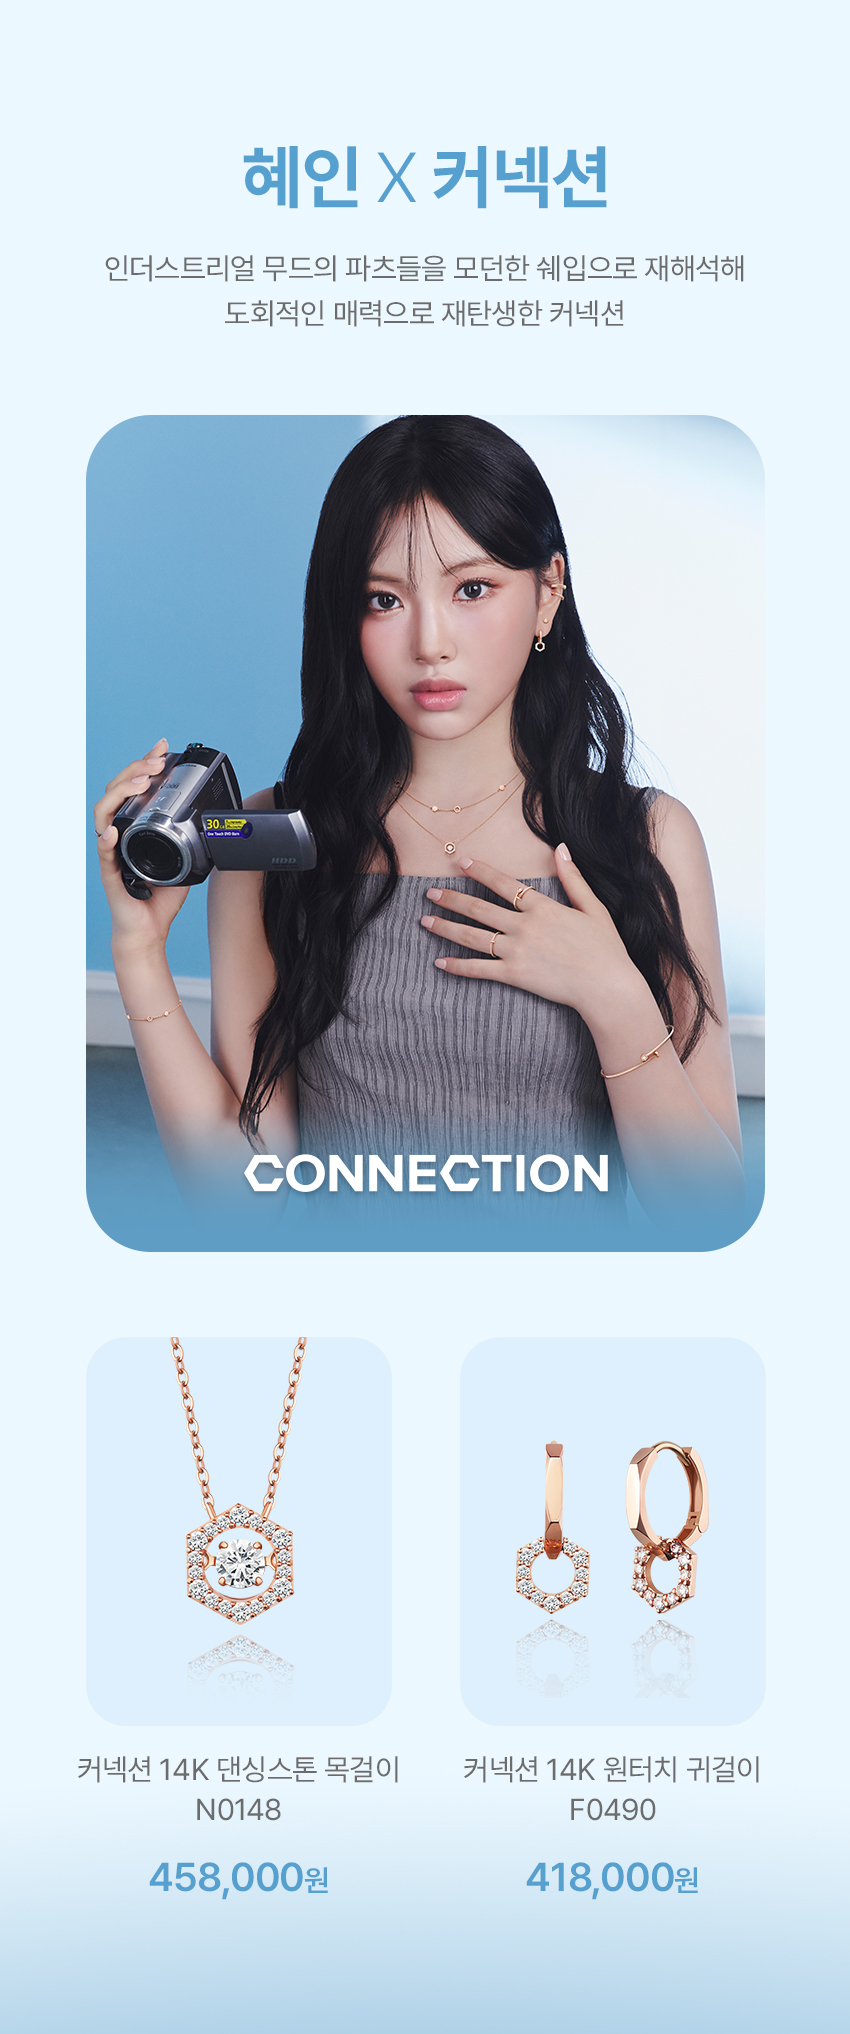 혜인 X 커넥션
인더스트리얼 무드의 파츠들을 모던한 쉐입으로 재해석해
도회적인 매력으로 재탄생한 커넥션
30
One Touch DVD Burn
HDD
CONNECTION
커넥션 14K 댄싱스톤 목걸이
N0148
458,000원
커넥션 14K 원터치 귀걸이
F0490
418,000원